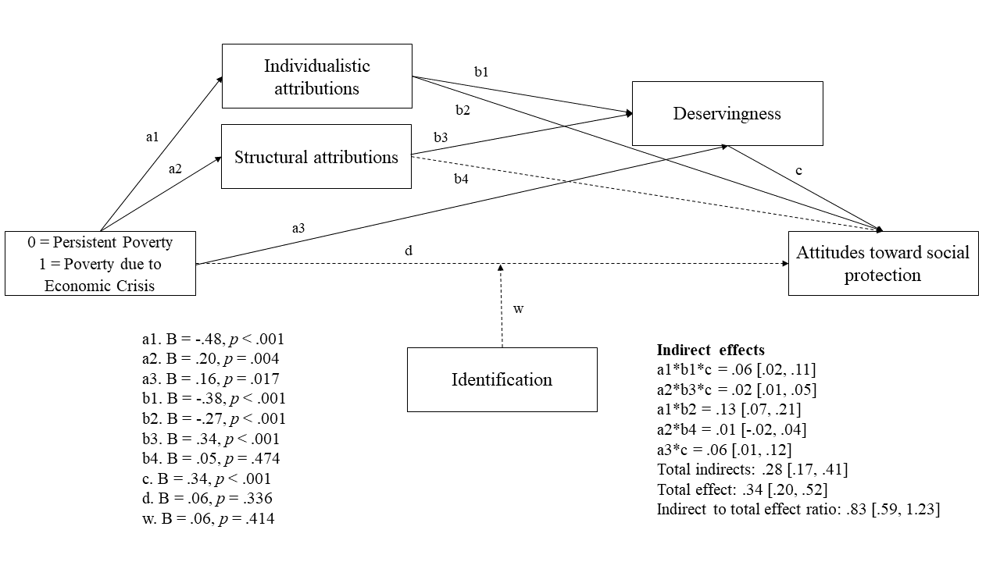 Individualistic
attributions
b1
Deservingness
b2
a1
b3
Structural attributions
a2
b4
c
a3
0 = Persistent Poverty
1 = Poverty due to
Economic Crisis
d
Attitudes toward social
protection
w
Identification
a1. B = -.48, p < .001
a2. B = .20, p = .004
a3. B = .16, p = .017
b1. B = -.38, p < .001
b2. B = -.27, p < .001
b3. B = .34, p < .001
b4. B = .05, p = .474
c. B = .34, p < .001
d. B = .06, p = .336
w. B = .06, p = .414
Indirect effects
a1*b1*c = .06 [.02, .11]
a2*b3*c = .02 [.01, .05]
a1*b2 = .13 [.07, .21]
a2*b4 = .01 [-.02, .04]
a3*c = .06 [.01, .12]
Total indirects: .28 [.17, .41]
Total effect: .34 [.20, .52]
Indirect to total effect ratio: .83 [.59, 1.23]